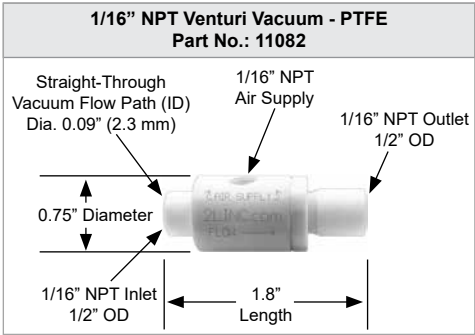 1/16” NPT Venturi Vacuum - PTFE
Part No.: 11082
Straight-Through
Vacuum Flow Path (ID)
Dia. 0.09” (2.3 mm)
1/16” NPT
Air Supply
1/16” NPT Outlet
1/2” OD
0.75” Diameter
AIR SUPPLY
2LINC.com
FLOW
1/16” NPT Inlet
1/2” OD
1.8”
Length